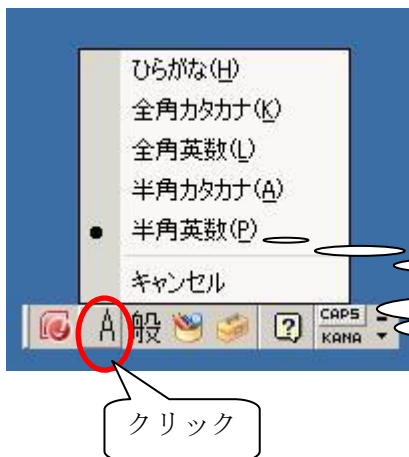 ひらがな(H)
全角カタカナ(K)
全角英数(L)
半角カタカナ(A)
半角英数(P)
キャンセル
A 般 ? CAPS
KANA
クリック